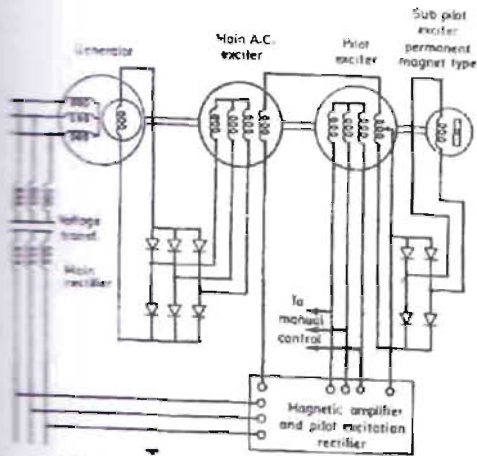 Generator
Main A.C.
exciter
Pilot
exciter
Sub pilot
exciter
permanent
magnet type
Voltage
transf.
Main
rectifier
To
manual
control
Magnetic amplifier
and pilot excitation
rectifier